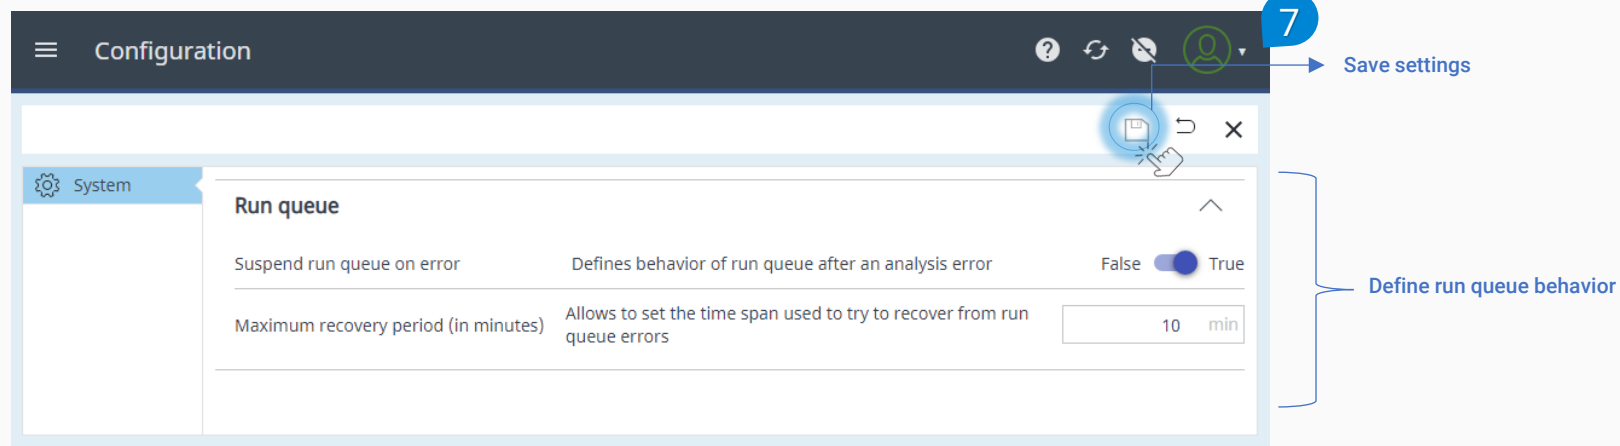 7
Configuration
Save settings
System
Run queue
Suspend run queue on error
Defines behavior of run queue after an analysis error
False
True
Define run queue behavior
Maximum recovery period (in minutes)
Allows to set the time span used to try to recover from run
queue errors
10 min